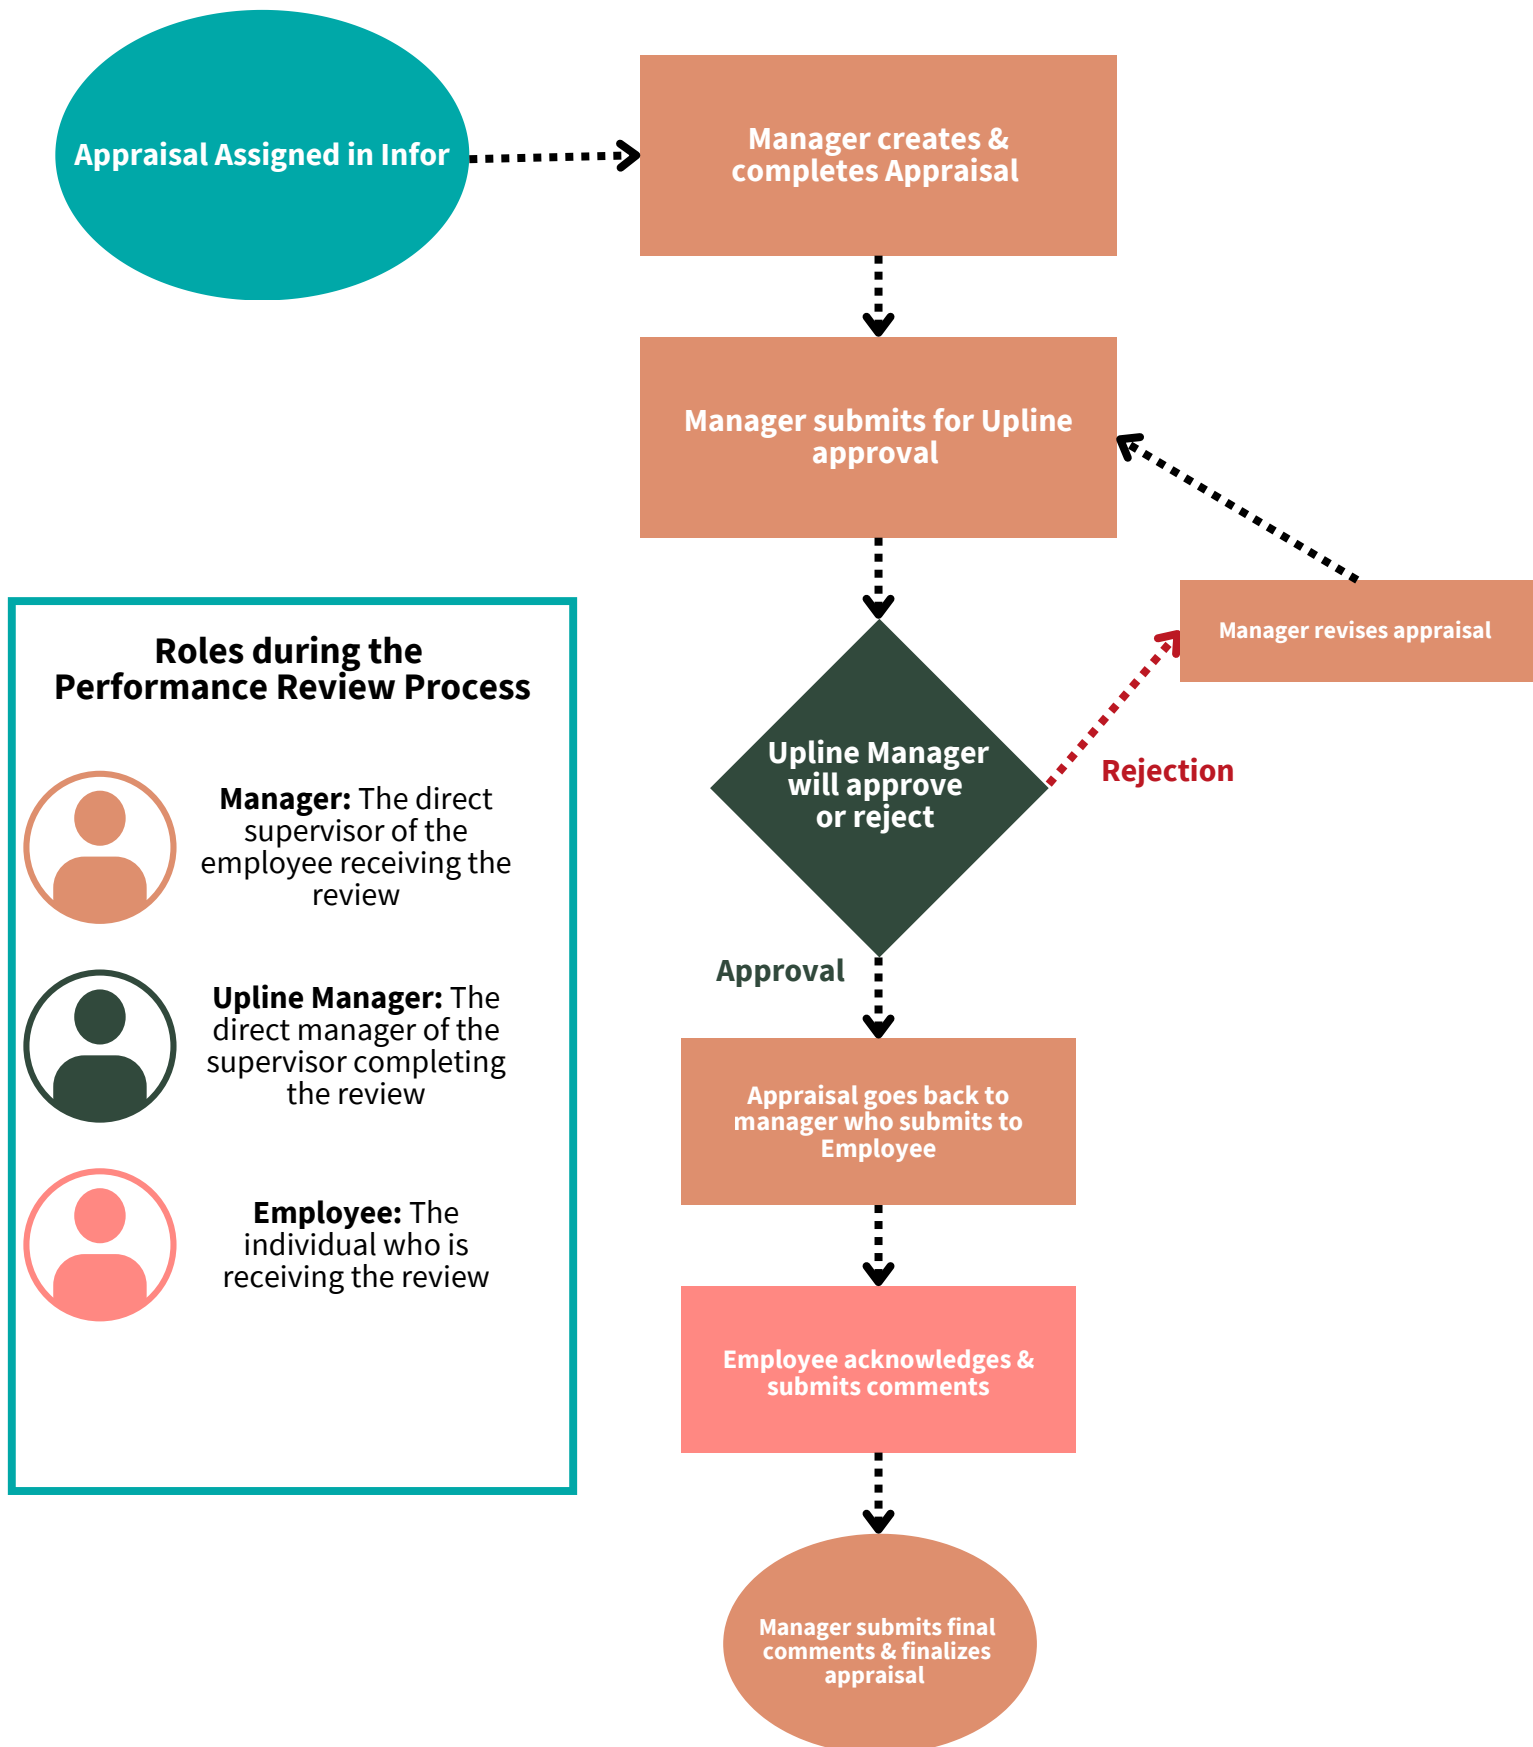 Appraisal Assigned in Infor
Manager creates &
completes Appraisal
Manager submits for Upline
approval
Manager revises appraisal
Upline Manager
will approve
or reject
Rejection
Approval
Appraisal goes back to
manager who submits to
Employee
Employee acknowledges &
submits comments
Manager submits final
comments & finalizes
appraisal
Roles during the
Performance Review Process
Manager: The direct
supervisor of the
employee receiving the
review
Upline Manager: The
direct manager of the
supervisor completing
the review
Employee: The
individual who is
receiving the review